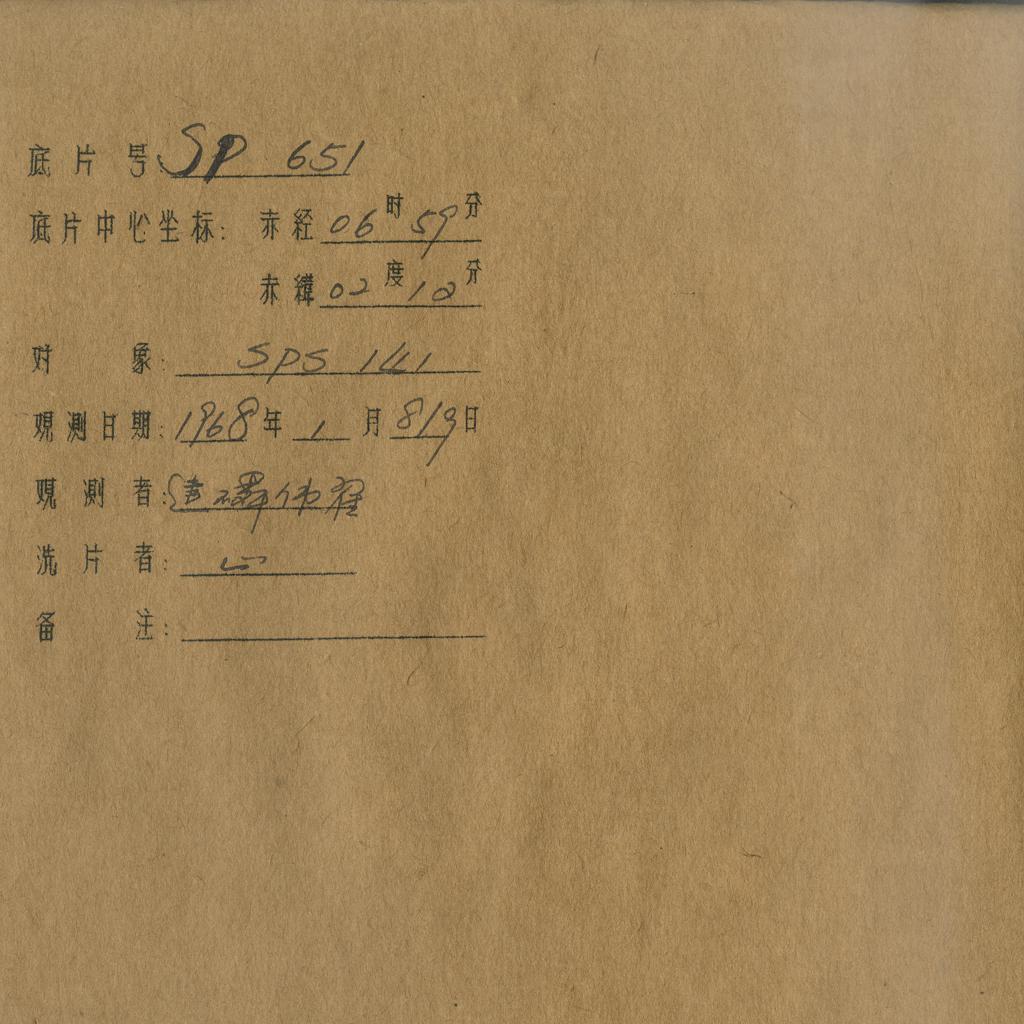 底片号: SP 651
底片中心坐标: 赤经 06 时 59 分
赤緯 02 度 10 分
对象: SPS 141
观测日期: 1968 年 1 月 8/9 日
观测者:
洗片者:
备注: